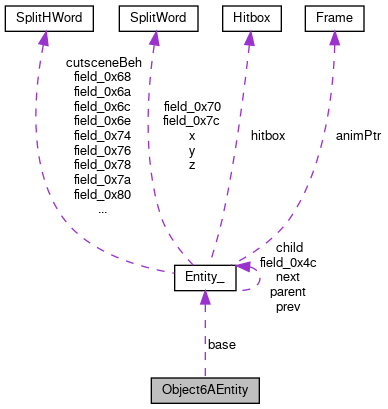 SplitHWord
SplitWord
Hitbox
Frame
cutsceneBeh
field_0x68
field_0x6a
field_0x6c
field_0x6e
field_0x74
field_0x76
field_0x78
field_0x7a
field_0x80
...
field_0x70
field_0x7c
x
y
z
hitbox
animPtr
Entity_
child
field_0x4c
next
parent
prev
base
Object6AEntity